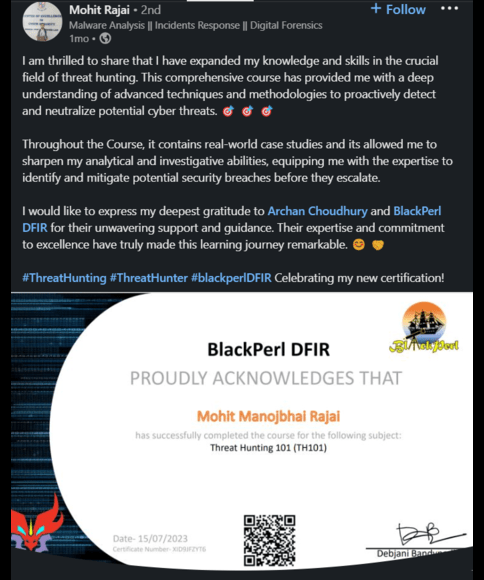 Mohit Rajai • 2nd
+ Follow •••
Malware Analysis || Incidents Response || Digital Forensics
1mo •
I am thrilled to share that I have expanded my knowledge and skills in the crucial
field of threat hunting. This comprehensive course has provided me with a deep
understanding of advanced techniques and methodologies to proactively detect
and neutralize potential cyber threats. 🎯 🎯 🎯
Throughout the Course, it contains real-world case studies and its allowed me to
sharpen my analytical and investigative abilities, equipping me with the expertise to
identify and mitigate potential security breaches before they escalate.
I would like to express my deepest gratitude to Archan Choudhury and BlackPerl
DFIR for their unwavering support and guidance. Their expertise and commitment
to excellence have truly made this learning journey remarkable.
#ThreatHunting #ThreatHunter #blackperlDFIR Celebrating my new certification!
BlackPerl
BlackPerl DFIR
PROUDLY ACKNOWLEDGES THAT
Mohit Manojbhai Rajai
has successfully completed the course for the following subject:
Threat Hunting 101 (TH101)
Date- 15/07/2023
Certificate Number-
Debjani